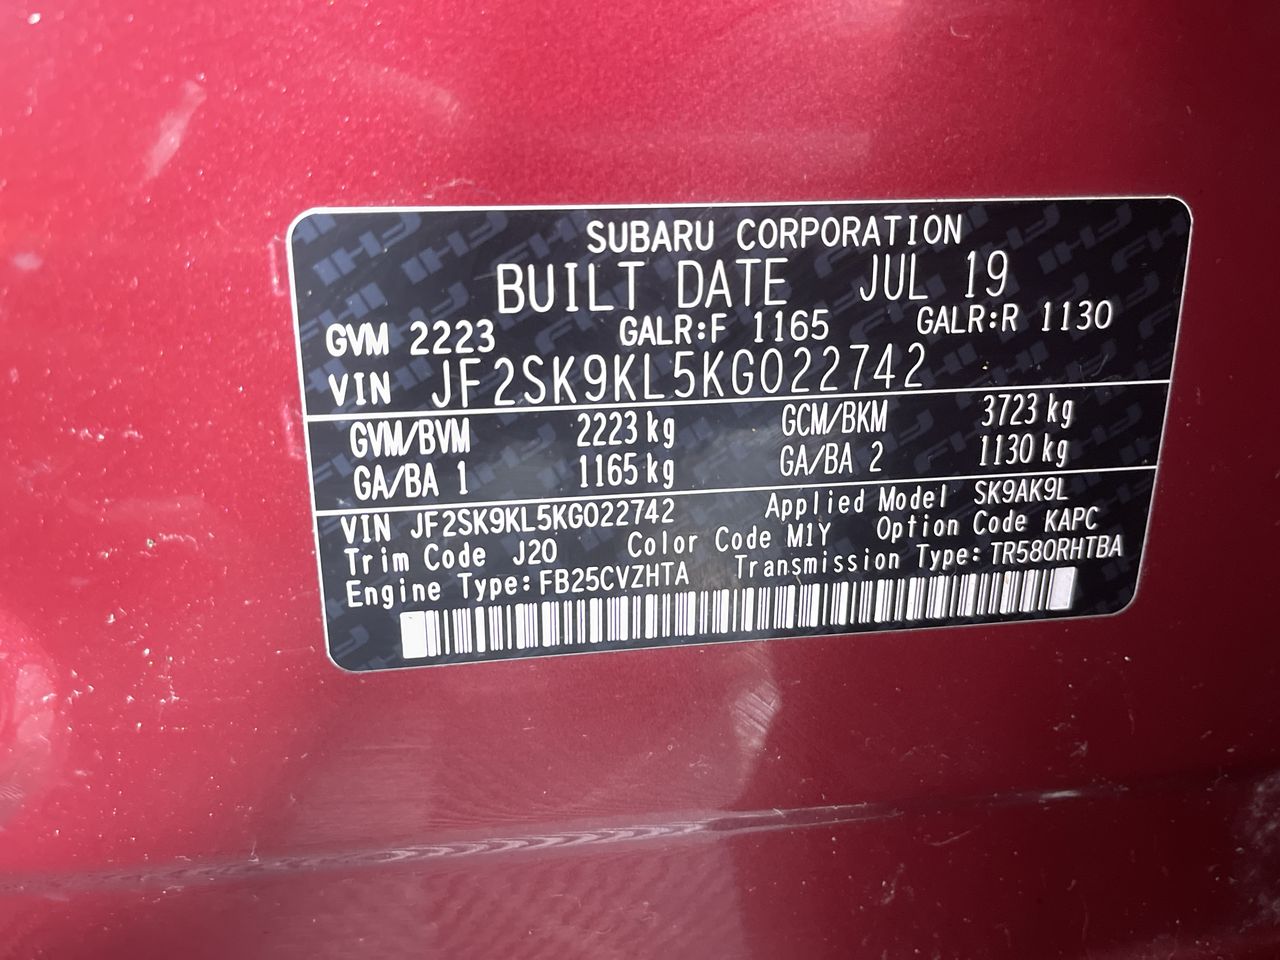 SUBARU CORPORATION
BUILT DATE JUL 19
GVM 2223 GALR:F 1165 GALR:R 1130
VIN JF2SK9KL5KG022742
GVM/BVM 2223 kg GCM/BKM 3723 kg
GA/BA 1 1165 kg GA/BA 2 1130 kg
VIN JF2SK9KL5KG022742 Applied Model SK9AK9L
Trim Code J20 Color Code M1Y Option Code KAPC
Engine Type: FB25CVZHTA Transmission Type: TR580RHTBA